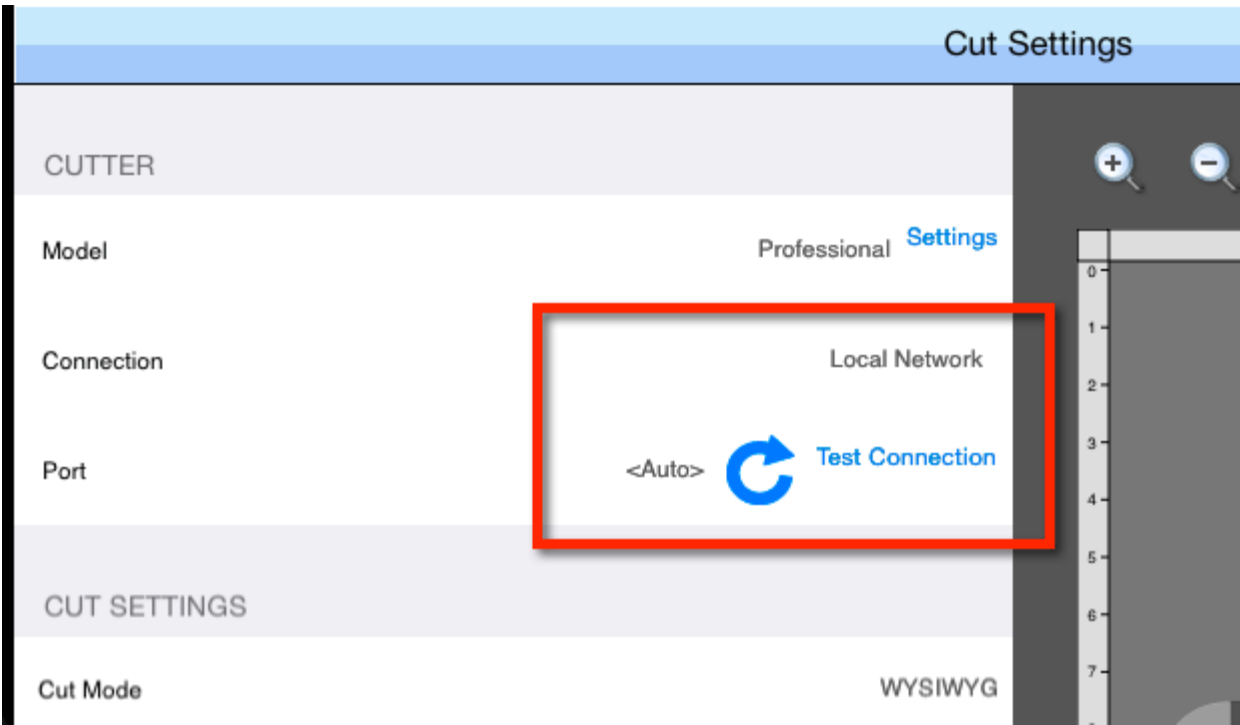 Cut Settings
CUTTER
Model
Professional Settings
Connection
Local Network
Port
<Auto> Test Connection
CUT SETTINGS
Cut Mode
WYSIWYG
0
1
2
3
4
5
6
7